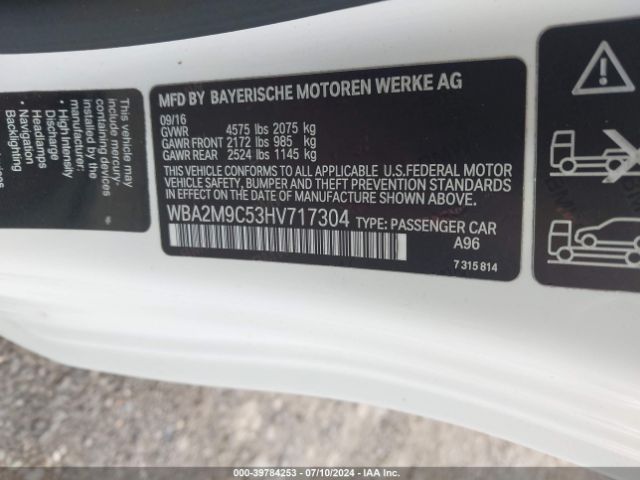 This vehicle may
include mercury-
containing devices
manufacturer:
• High Intensity
Discharge
• Headlamps
• Navigation
Backlighting
MFD BY BAYERISCHE MOTOREN WERKE AG
09/16
GVWR 4575 lbs 2075 kg
GAWR FRONT 2172 lbs 985 kg
GAWR REAR 2524 lbs 1145 kg
THIS VEHICLE CONFORMS TO ALL APPLICABLE U.S.FEDERAL MOTOR
VEHICLE SAFETY, BUMPER AND THEFT PREVENTION STANDARDS
IN EFFECT ON THE DATE OF MANUFACTURE SHOWN ABOVE.
WBA2M9C53HV717304 TYPE: PASSENGER CAR
A96
7 315 814
000-39784253 - 07/10/2024 - IAA Inc.